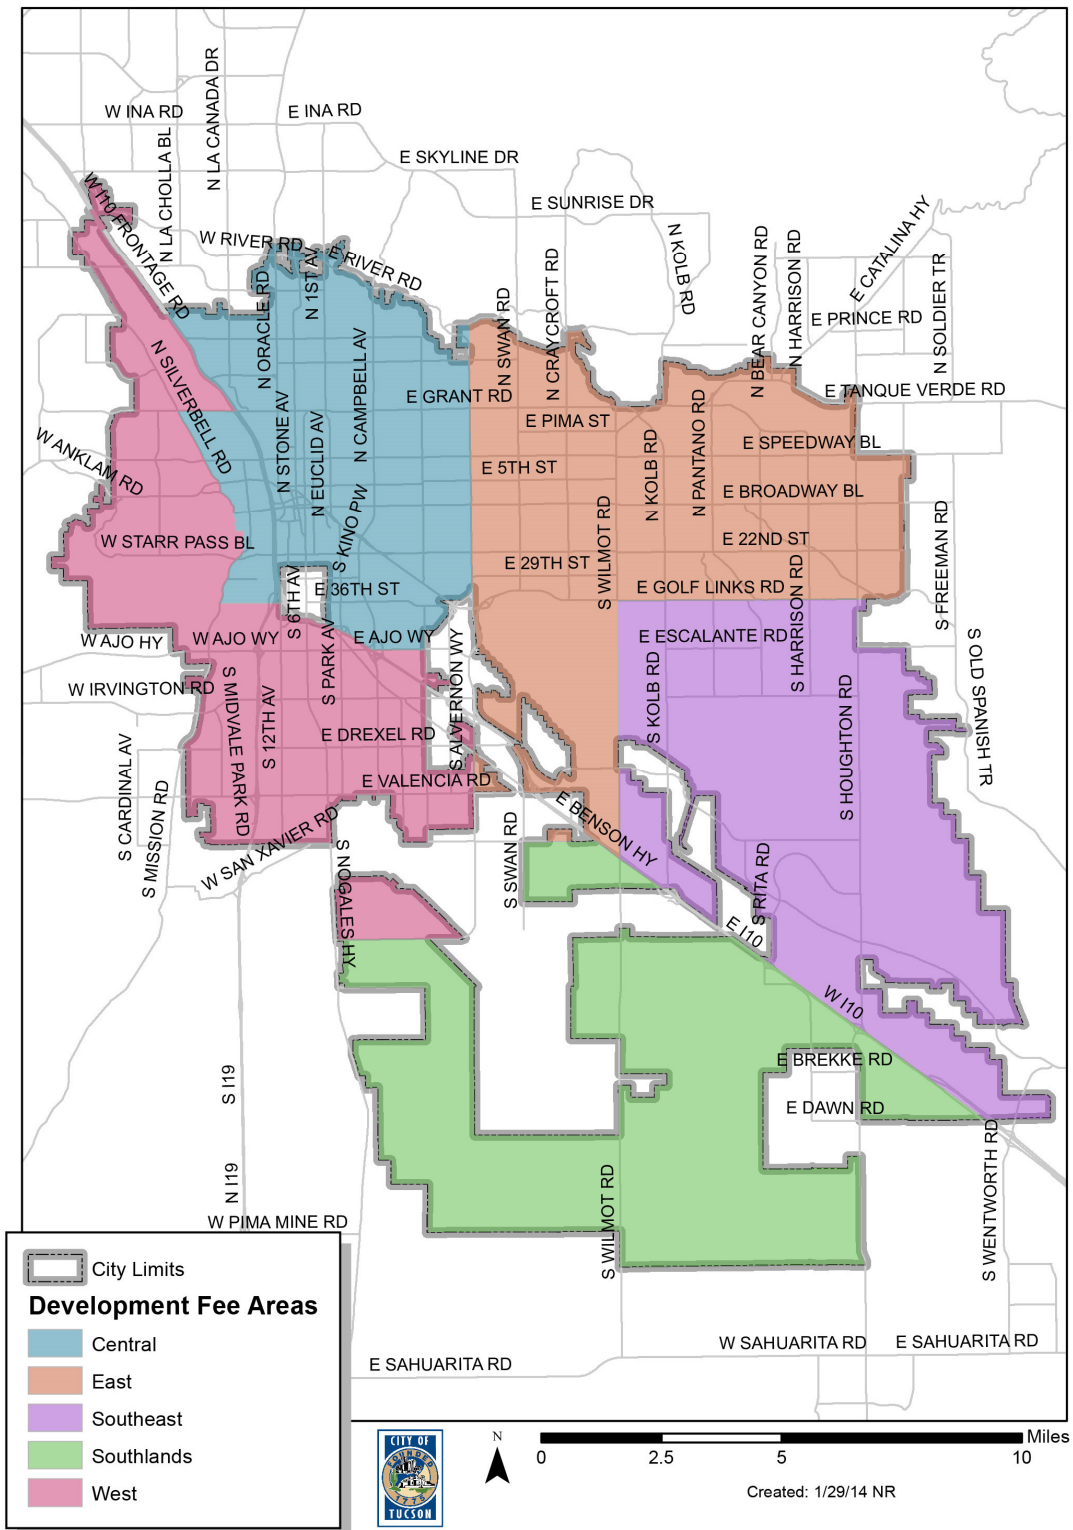 N LA CANADA DR
W INA RD
E INA RD
N LA CHOLLA BL
E SKYLINE DR
W I10 FRONTAGE RD
E SUNRISE DR
E CATALINA HY
W RIVER RD
E RIVER RD
N KOLB RD
N BEAR CANYON RD
N HARRISON RD
N SOLDIER TR
N 1ST AV
N ORACLE RD
N SWAN RD
N CRAYCROFT RD
E PRINCE RD
N SILVERBELL RD
N CAMPBELL AV
E GRANT RD
E TANQUE VERDE RD
N STONE AV
N EUCLID AV
E PIMA ST
N PANTANO RD
N KOLB RD
E SPEEDWAY BL
W ANKLAM RD
E 5TH ST
E BROADWAY BL
S KINO PW
S WILMOT RD
W STARR PASS BL
E 22ND ST
S FREEMAN RD
E 29TH ST
S 6TH AV
E 36TH ST
E GOLF LINKS RD
S HARRISON RD
W AJO HY
W AJO WY
E AJO WY
E ESCALANTE RD
S PARK AV
S ALVERNON WY
S OLD SPANISH TR
W IRVINGTON RD
S MIDVALE PARK RD
S 12TH AV
S KOLB RD
S HOUGHTON RD
E DREXEL RD
S CARDINAL AV
S MISSION RD
E VALENCIA RD
E BENSON HY
W SAN XAVIER RD
S SWAN RD
S NOGALES HY
S RITA RD
E I10
W I10
E BREKKE RD
S I19
E DAWN RD
N I19
S WILMOT RD
S WENTWORTH RD
W PIMA MINE RD
City Limits
Development Fee Areas
Central
East
Southeast
Southlands
West
W SAHUARITA RD
E SAHUARITA RD
E SAHUARITA RD
CITY OF
FOUNDED
1775
TUCSON
N
Miles
0
2.5
5
10
Created: 1/29/14 NR